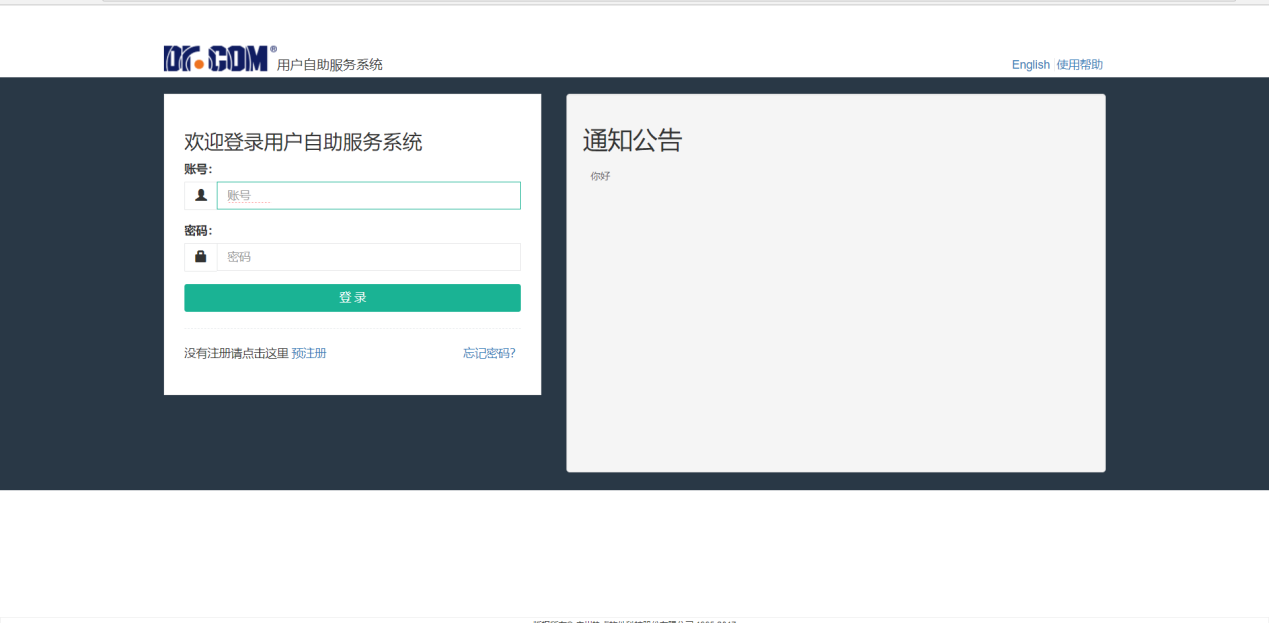 Dr.COM® 用户自助服务系统
English 使用帮助
欢迎登录用户自助服务系统
账号：
账号
密码：
密码
登 录
没有注册请点击这里 预注册
忘记密码?
通知公告
你好